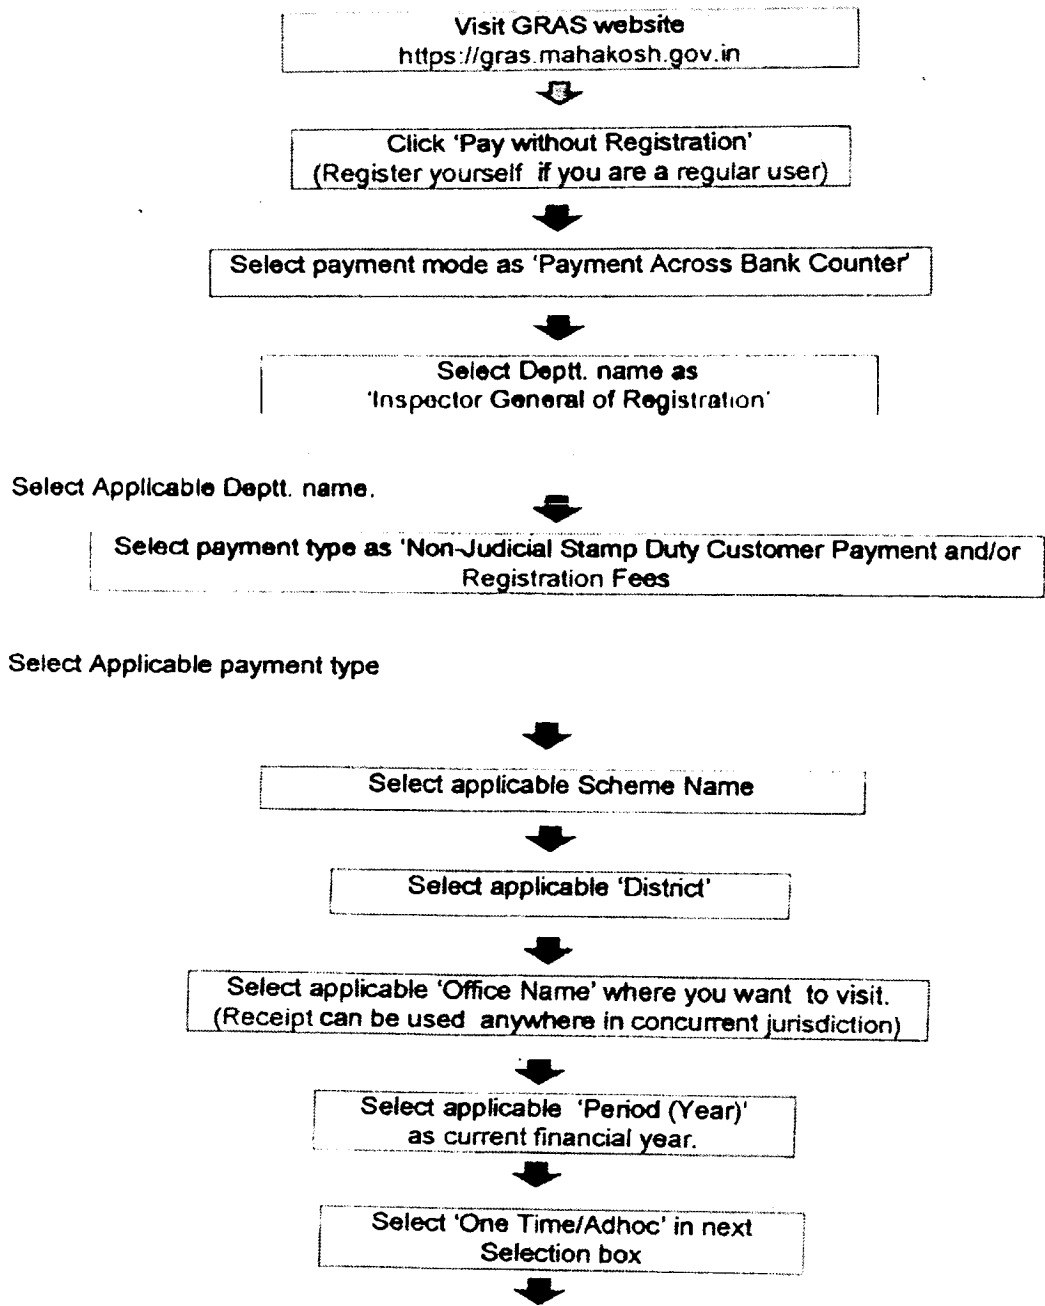 Visit GRAS website
https://gras.mahakosh.gov.in
Click 'Pay without Registration'
(Register yourself if you are a regular user)
Select payment mode as 'Payment Across Bank Counter'
Select Deptt. name as
'Inspector General of Registration'
Select Applicable Deptt. name.
Select payment type as 'Non-Judicial Stamp Duty Customer Payment and/or
Registration Fees
Select Applicable payment type
Select applicable Scheme Name
Select applicable 'District'
Select applicable 'Office Name' where you want to visit.
(Receipt can be used anywhere in concurrent jurisdiction)
Select applicable 'Period (Year)'
as current financial year.
Select 'One Time/Adhoc' in next
Selection box